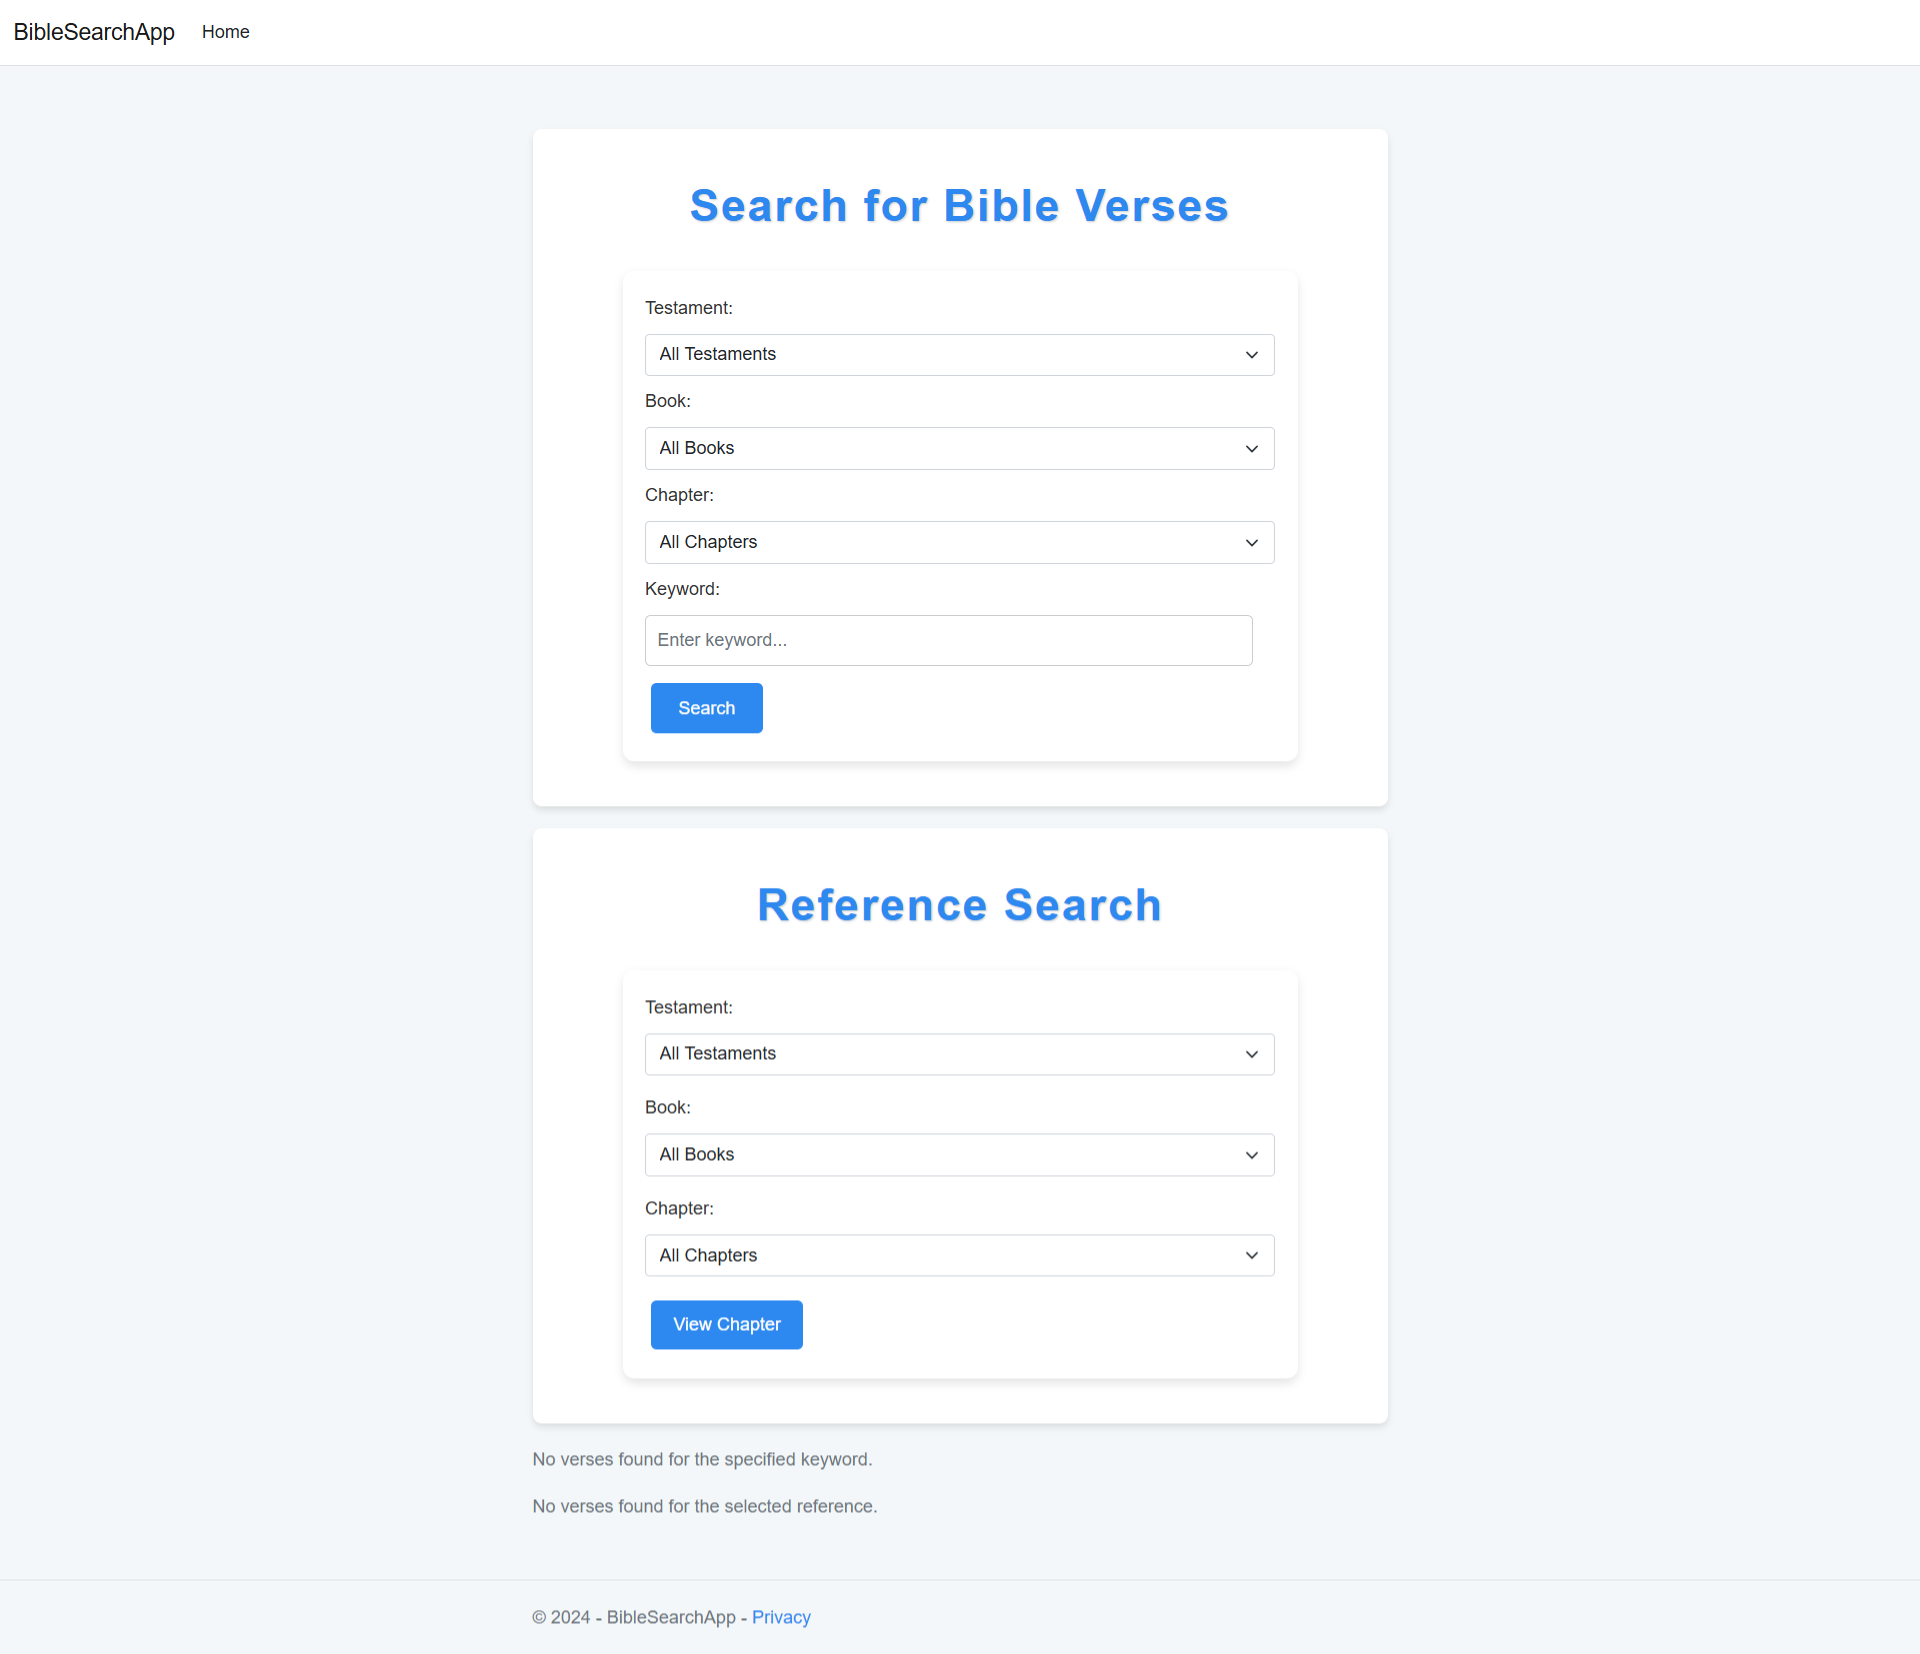 BibleSearchApp Home
Search for Bible Verses
Testament:
All Testaments
Book:
All Books
Chapter:
All Chapters
Keyword:
Enter keyword...
Search
Reference Search
Testament:
All Testaments
Book:
All Books
Chapter:
All Chapters
View Chapter
No verses found for the specified keyword.
No verses found for the selected reference.
© 2024 - BibleSearchApp - Privacy